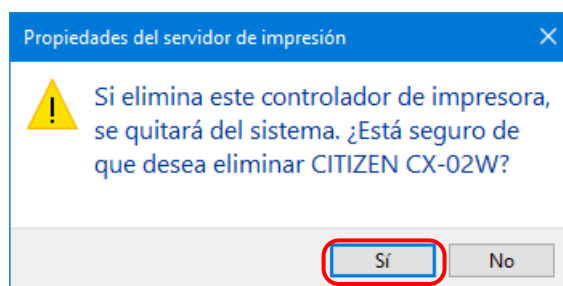 Propiedades del servidor de impresión
Si elimina este controlador de impresora,
se quitará del sistema. ¿Está seguro de
que desea eliminar CITIZEN CX-02W?
Sí
No